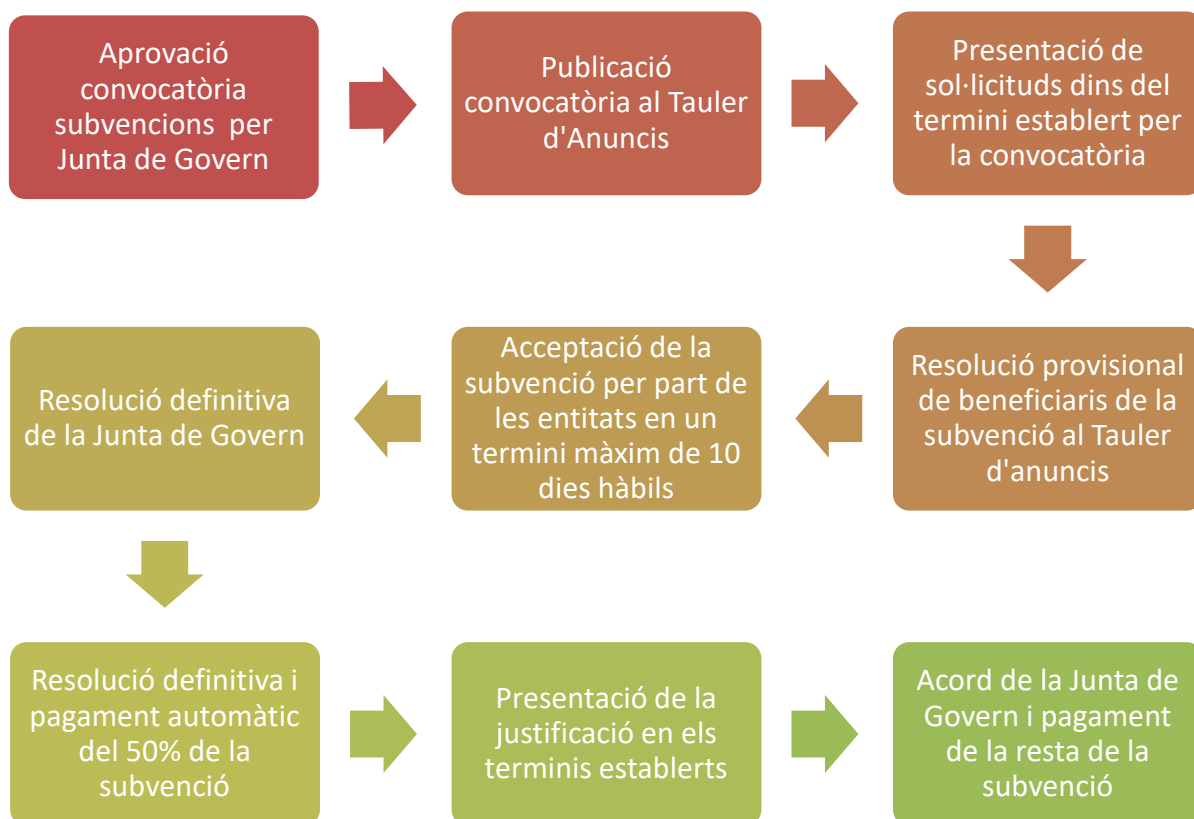 Aprovació
convocatòria
subvencions per
Junta de Govern
Publicació
convocatòria al Tauler
d'Anuncis
Presentació de
sol·licituds dins del
termini establert per
la convocatòria
Resolució provisional
de beneficiaris de la
subvenció al Tauler
d'anuncis
Acceptació de la
subvenció per part de
les entitats en un
termini màxim de 10
dies hàbils
Resolució definitiva
de la Junta de Govern
Resolució definitiva i
pagament automàtic
del 50% de la
subvenció
Presentació de la
justificació en els
terminis establerts
Acord de la Junta de
Govern i pagament
de la resta de la
subvenció